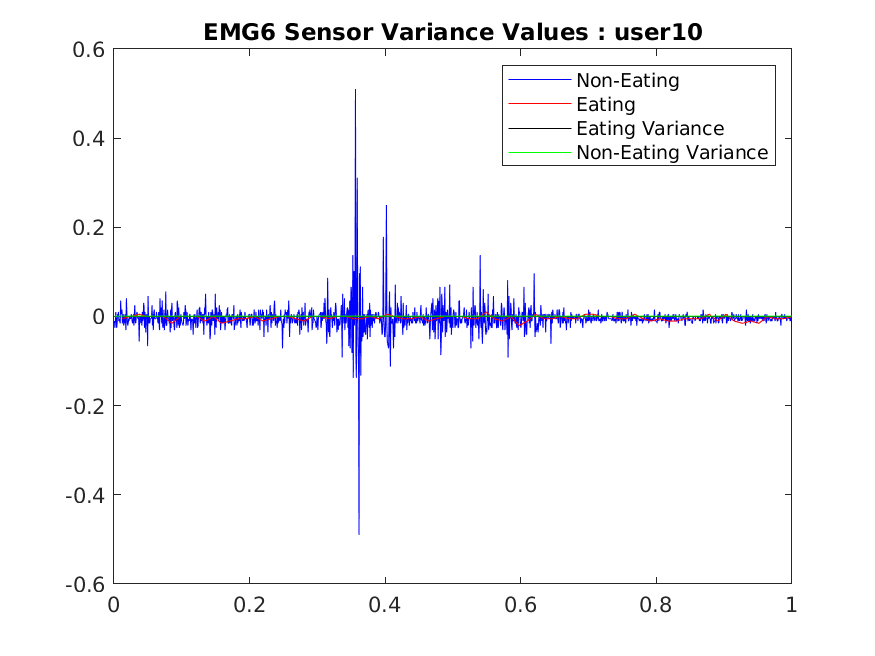 EMG6 Sensor Variance Values : user10
0.6
Non-Eating
Eating
0.4
Eating Variance
Non-Eating Variance
0.2
0
-0.2
-0.4
-0.6
0 0.2 0.4 0.6 0.8 1